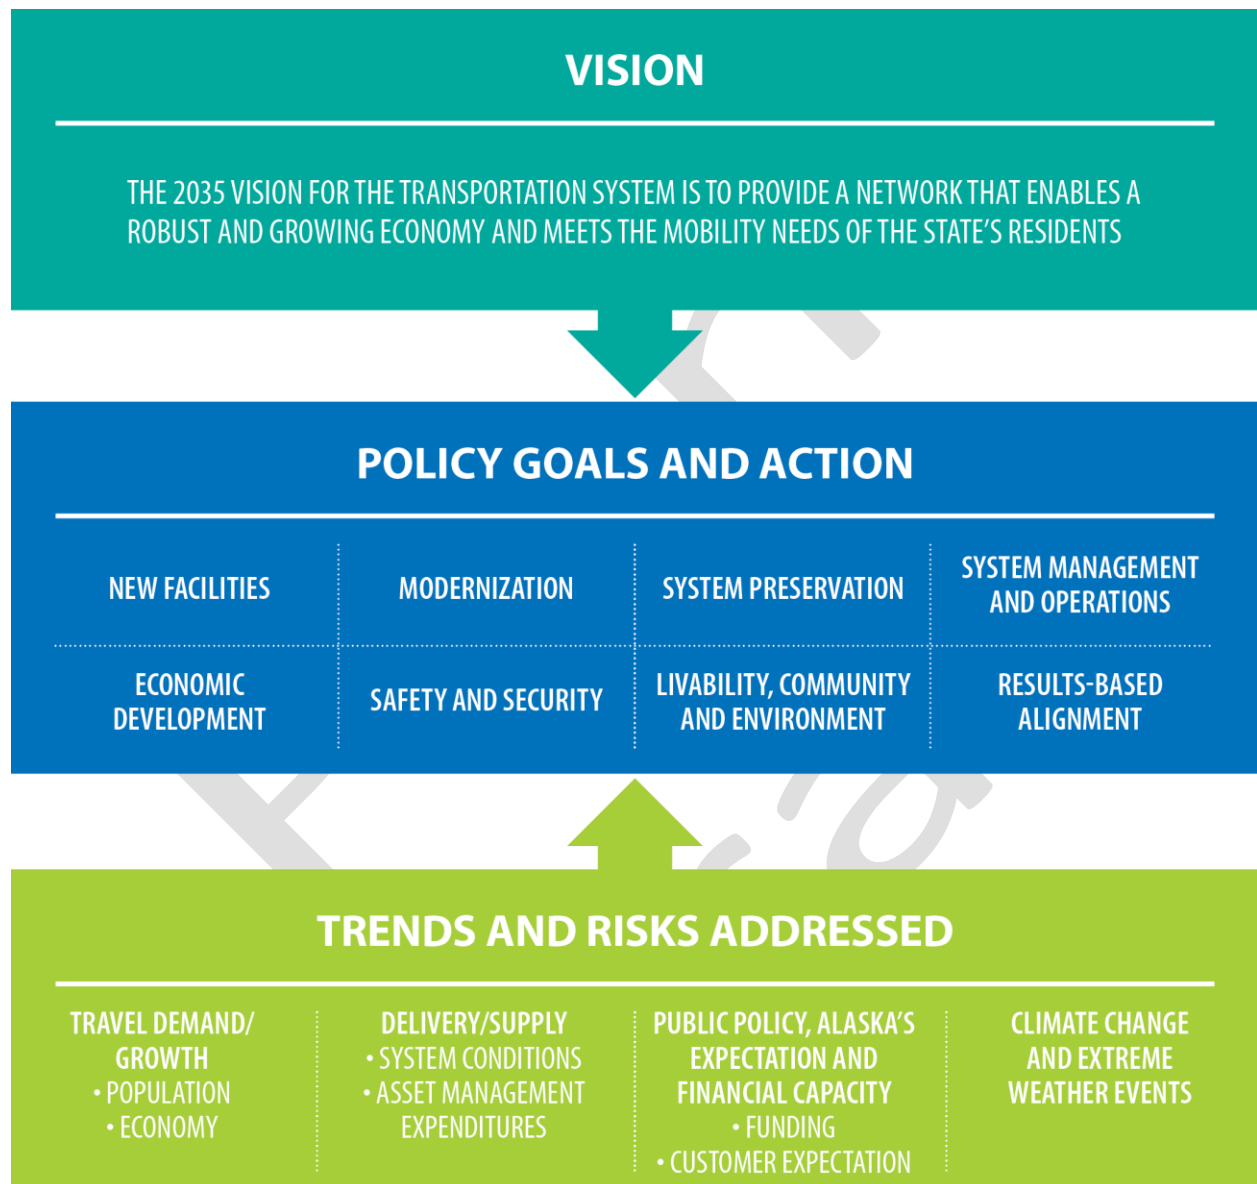 VISION
THE 2035 VISION FOR THE TRANSPORTATION SYSTEM IS TO PROVIDE A NETWORK THAT ENABLES A
ROBUST AND GROWING ECONOMY AND MEETS THE MOBILITY NEEDS OF THE STATE’S RESIDENTS
POLICY GOALS AND ACTION
NEW FACILITIES
MODERNIZATION
SYSTEM PRESERVATION
SYSTEM MANAGEMENT
AND OPERATIONS
ECONOMIC
DEVELOPMENT
SAFETY AND SECURITY
LIVABILITY, COMMUNITY
AND ENVIRONMENT
RESULTS-BASED
ALIGNMENT
TRENDS AND RISKS ADDRESSED
TRAVEL DEMAND/
GROWTH
• POPULATION
• ECONOMY
DELIVERY/SUPPLY
• SYSTEM CONDITIONS
• ASSET MANAGEMENT
EXPENDITURES
PUBLIC POLICY, ALASKA’S
EXPECTATION AND
FINANCIAL CAPACITY
• FUNDING
• CUSTOMER EXPECTATION
CLIMATE CHANGE
AND EXTREME
WEATHER EVENTS